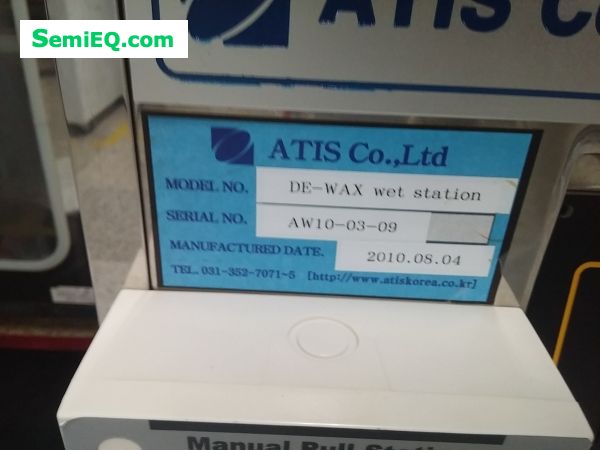 SemiEQ.com
ATIS Co
ATIS Co.,Ltd
MODEL NO. DE-WAX wet station
SERIAL NO. AW10-03-09
MANUFACTURED DATE. 2010.08.04
TEL. 031-352-7071~5 [http://www.atiskorea.co.kr]
Manual Pull Station